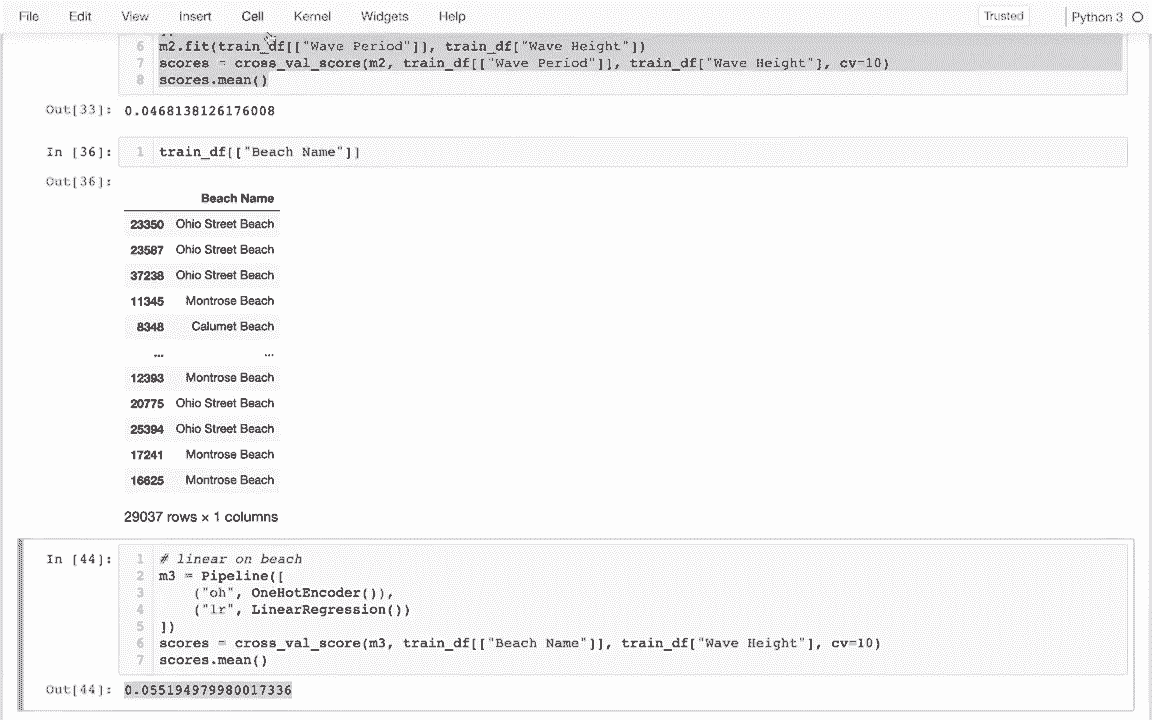 File Edit View Insert Cell Kernel Widgets Help Trusted Python 3
6 m2.fit(train_df[["Wave Period"]], train_df["Wave Height"])
7 scores = cross_val_score(m2, train_df[["Wave Period"]], train_df["Wave Height"], cv=10)
8 scores.mean()
Out[33]: 0.0468138126176008
In [36]: 1 train_df[["Beach Name"]]
Out[36]:
Beach Name
23350 Ohio Street Beach
23587 Ohio Street Beach
37238 Ohio Street Beach
11345 Montrose Beach
8348 Calumet Beach
... ...
12393 Montrose Beach
20775 Ohio Street Beach
25394 Ohio Street Beach
17241 Montrose Beach
16625 Montrose Beach
29037 rows × 1 columns
In [44]: 1 # linear on beach
2 m3 = Pipeline([
3 ("oh", OneHotEncoder()),
4 ("lr", LinearRegression())
5 ])
6 scores = cross_val_score(m3, train_df[["Beach Name"]], train_df["Wave Height"], cv=10)
7 scores.mean()
Out[44]: 0.055194979980017336